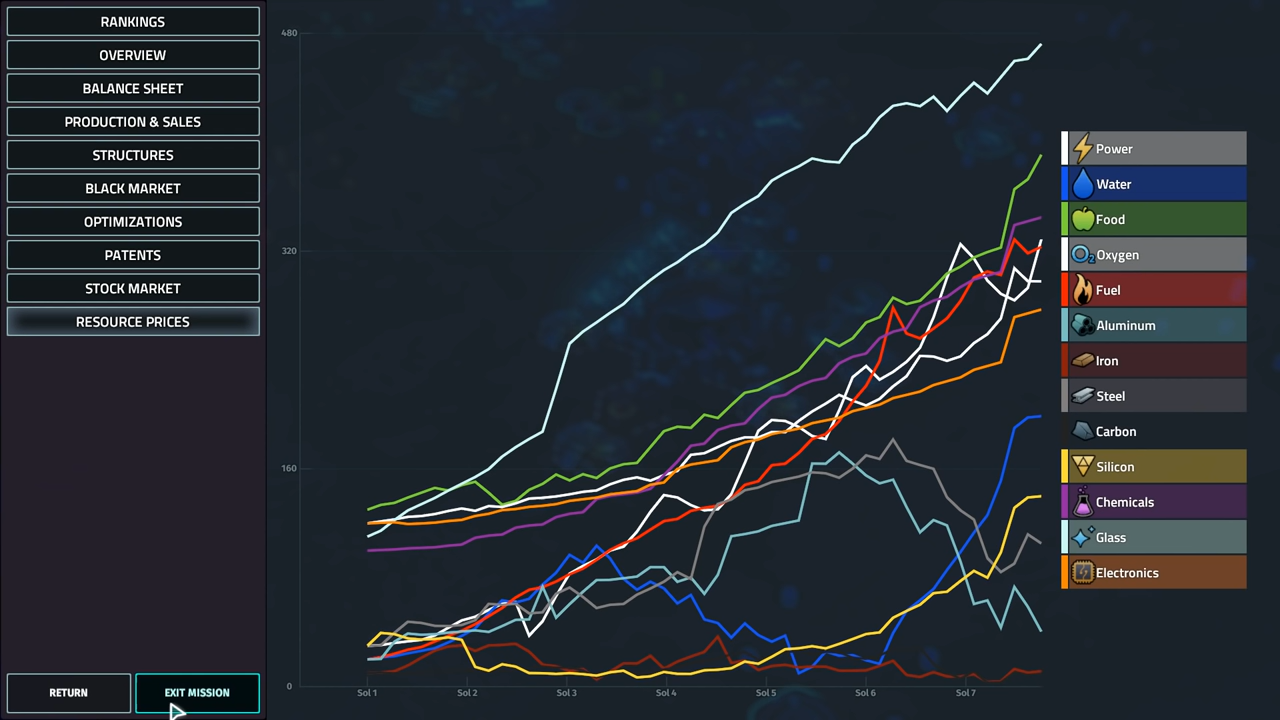 RANKINGS
OVERVIEW
BALANCE SHEET
PRODUCTION & SALES
STRUCTURES
BLACK MARKET
OPTIMIZATIONS
PATENTS
STOCK MARKET
RESOURCE PRICES
RETURN
EXIT MISSION
480
320
160
0
Sol 1
Sol 2
Sol 3
Sol 4
Sol 5
Sol 6
Sol 7
Power
Water
Food
O2 Oxygen
Fuel
Aluminum
Iron
Steel
Carbon
Silicon
Chemicals
Glass
Electronics